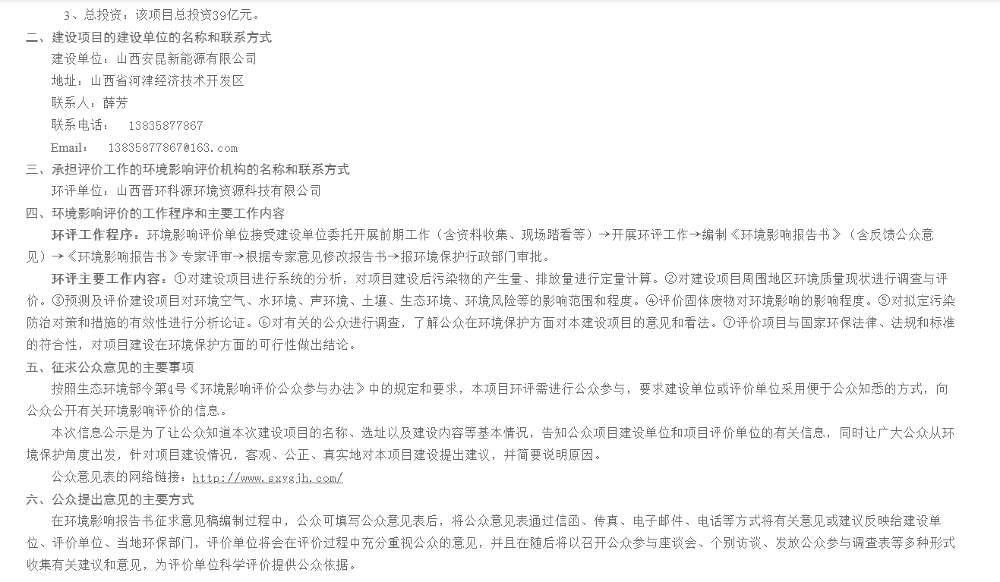 3、总投资：该项目总投资39亿元。
二、建设项目的建设单位的名称和联系方式
建设单位：山西安昆新能源有限公司
地址：山西省河津经济技术开发区
联系人：薛芳
联系电话： 13835877867
Email： 13835877867@163.com
三、承担评价工作的环境影响评价机构的名称和联系方式
环评单位：山西晋环科源环境资源科技有限公司
四、环境影响评价的工作程序和主要工作内容
环评工作程序：环境影响评价单位接受建设单位委托开展前期工作（含资料收集、现场踏看等）→开展环评工作→编制《环境影响报告书》（含反馈公众意
见）→《环境影响报告书》专家评审→根据专家意见修改报告书→报环境保护行政部门审批。
环评主要工作内容：①对建设项目进行系统的分析，对项目建设后污染物的产生量、排放量进行定量计算。②对建设项目周围地区环境质量现状进行调查与评
价。③预测及评价建设项目对环境空气、水环境、声环境、土壤、生态环境、环境风险等的影响范围和程度。④评价固体废物对环境影响的影响程度。⑤对拟定污染
防治对策和措施的有效性进行分析论证。⑥对有关的公众进行调查，了解公众在环境保护方面对本建设项目的意见和看法。⑦评价项目与国家环保法律、法规和标准
的符合性，对项目建设在环境保护方面的可行性做出结论。
五、征求公众意见的主要事项
按照生态环境部令第4号《环境影响评价公众参与办法》中的规定和要求，本项目环评需进行公众参与，要求建设单位或评价单位采用便于公众知悉的方式，向
公众公开有关环境影响评价的信息。
本次信息公示是为了让公众知道本次建设项目的名称、选址以及建设内容等基本情况，告知公众项目建设单位和项目评价单位的有关信息，同时让广大公众从环
境保护角度出发，针对项目建设情况，客观、公正、真实地对本项目建设提出建议，并简要说明原因。
公众意见表的网络链接：http://www.sxygjh.com/
六、公众提出意见的主要方式
在环境影响报告书征求意见稿编制过程中，公众可填写公众意见表后，将公众意见表通过信函、传真、电子邮件、电话等方式将有关意见或建议反映给建设单
位、评价单位、当地环保部门，评价单位将会在评价过程中充分重视公众的意见，并且在随后将以召开公众参与座谈会、个别访谈、发放公众参与调查表等多种形式
收集有关建议和意见，为评价单位科学评价提供公众依据。